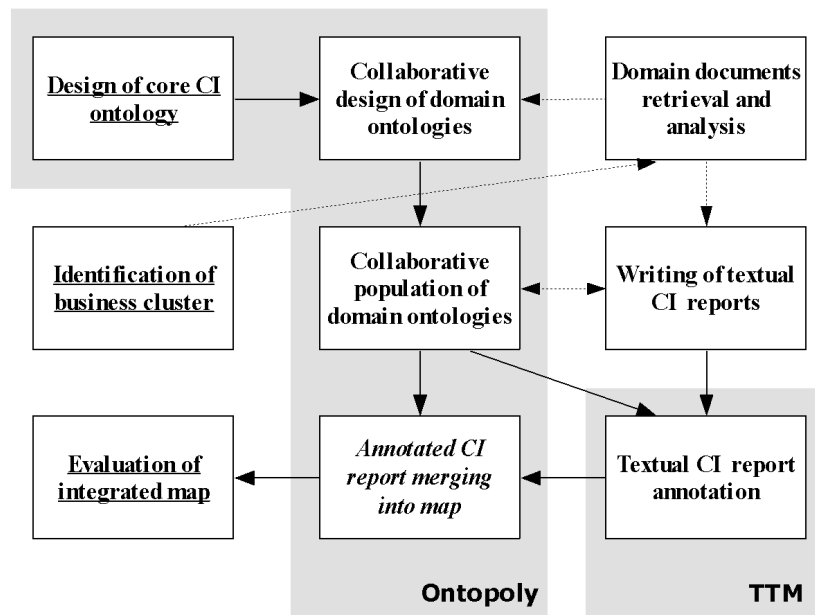 Design of core CI
ontology
Collaborative
design of domain
ontologies
Domain documents
retrieval and
analysis
Identification of
business cluster
Collaborative
population of
domain ontologies
Writing of textual
CI reports
Evaluation of
integrated map
Annotated CI
report merging
into map
Textual CI report
annotation
Ontopoly
TTM